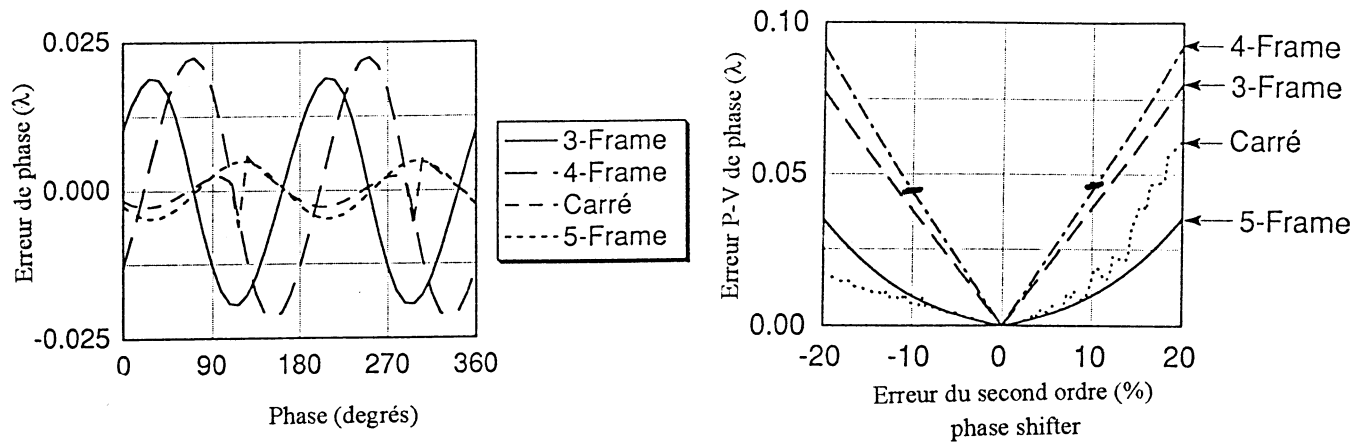 0.025
0.000
-0.025
Erreur de phase (λ)
0 90 180 270 360
Phase (degrés)
3-Frame
4-Frame
Carré
5-Frame
0.10
0.05
0.00
Erreur P-V de phase (λ)
-20 -10 0 10 20
Erreur du second ordre (%)
phase shifter
4-Frame
3-Frame
Carré
5-Frame